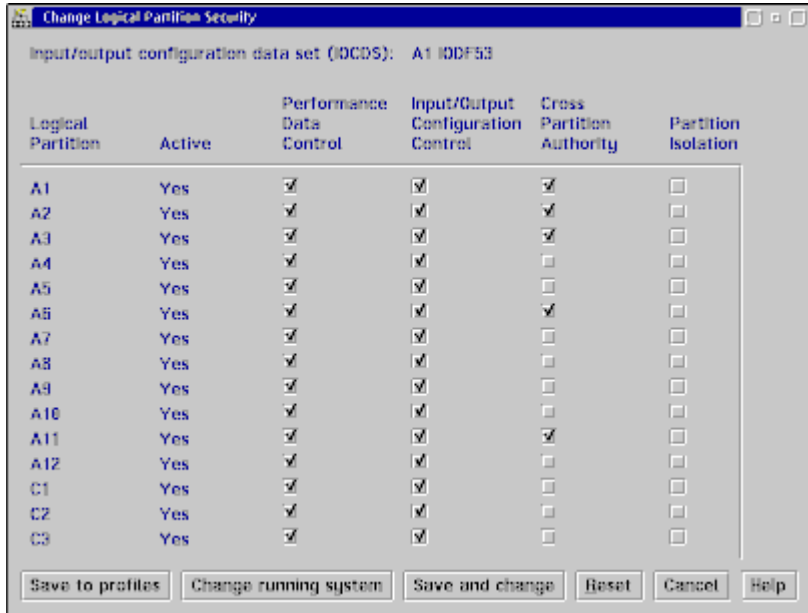 Change Logical Partition Security
Input/output configuration data set (IOCDS): A1 IODF53
Performance Input/Output Cross
Logical Data Configuration Partition Partition
Partition Active Control Control Authority Isolation
A1 Yes
A2 Yes
A3 Yes
A4 Yes
A5 Yes
A6 Yes
A7 Yes
A8 Yes
A9 Yes
A10 Yes
A11 Yes
A12 Yes
C1 Yes
C2 Yes
C3 Yes
Save to profiles Change running system Save and change Reset Cancel Help